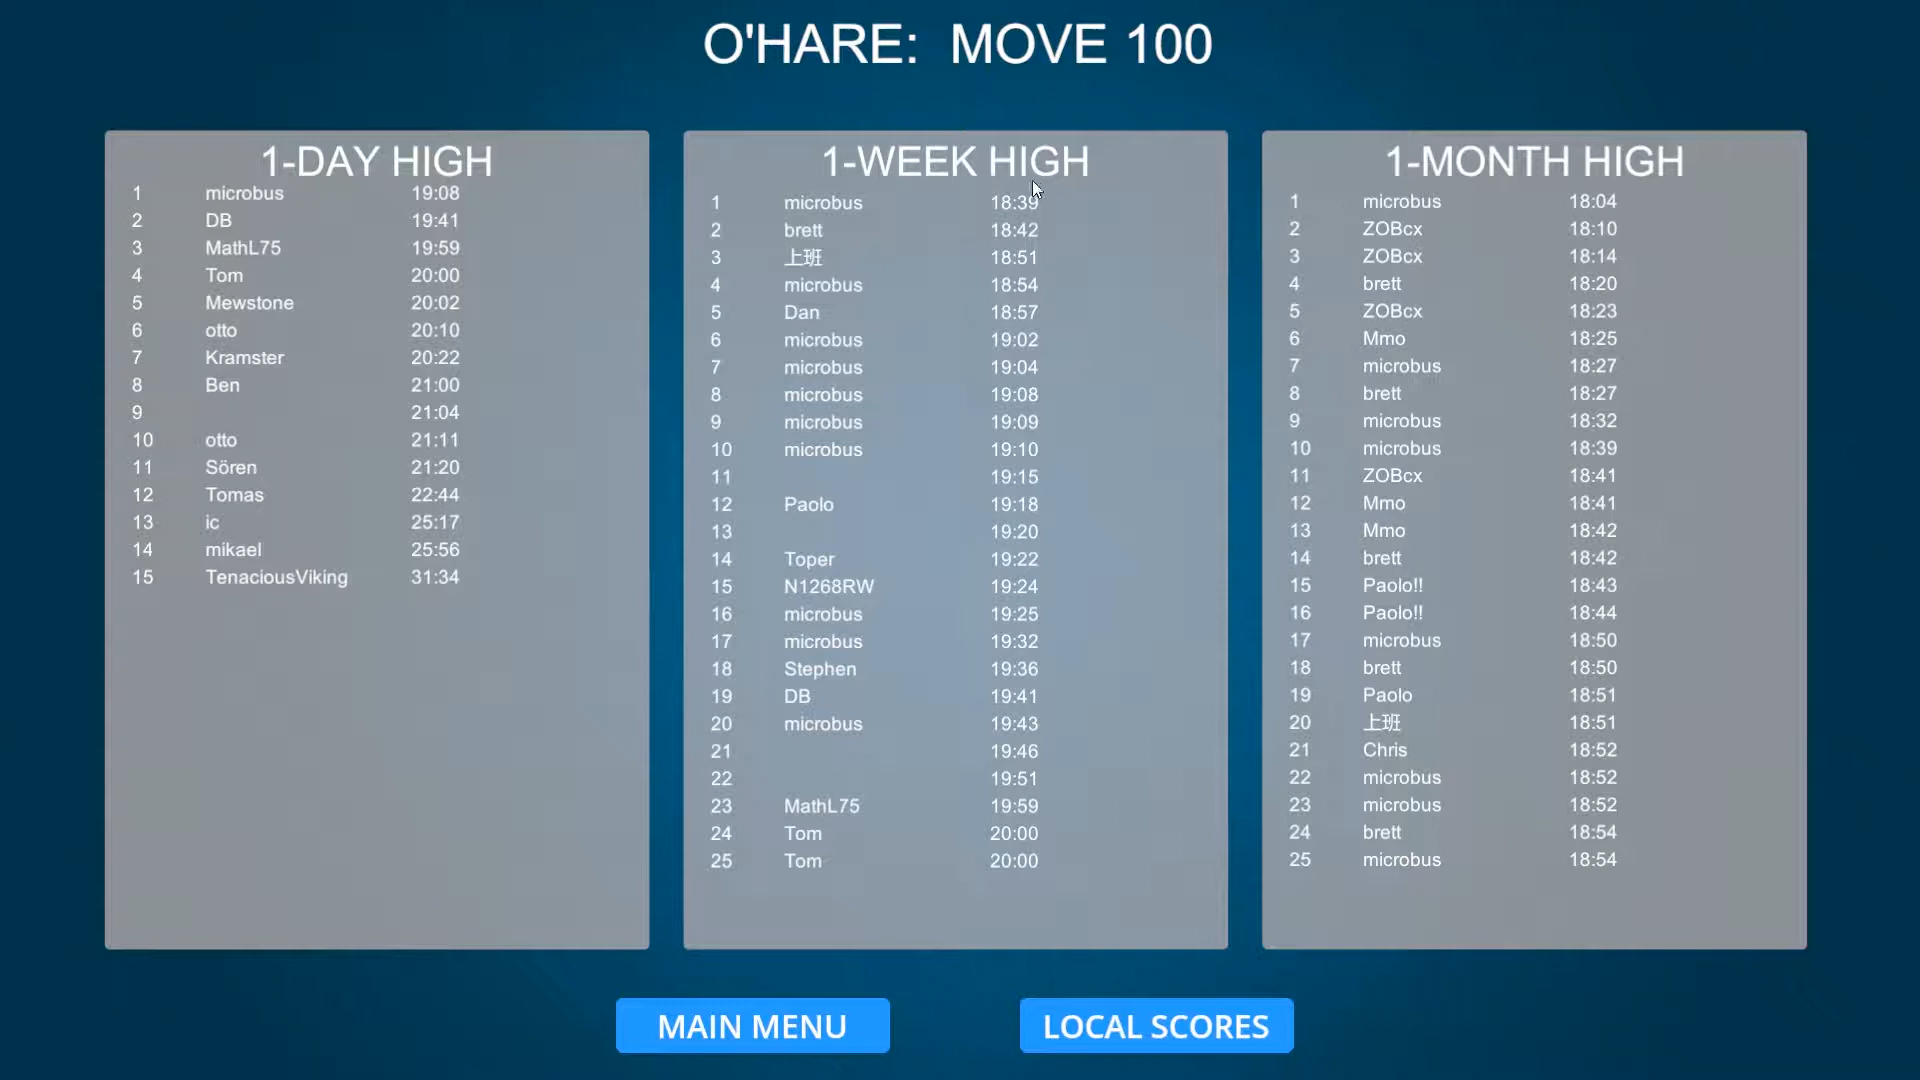 O'HARE: MOVE 100
1-DAY HIGH
1 microbus 19:08
2 DB 19:41
3 MathL75 19:59
4 Tom 20:00
5 Mewstone 20:02
6 otto 20:10
7 Kramster 20:22
8 Ben 21:00
9 21:04
10 otto 21:11
11 Sören 21:20
12 Tomas 22:44
13 ic 25:17
14 mikael 25:56
15 TenaciousViking 31:34
1-WEEK HIGH
1 microbus 18:39
2 brett 18:42
3 上班 18:51
4 microbus 18:54
5 Dan 18:57
6 microbus 19:02
7 microbus 19:04
8 microbus 19:08
9 microbus 19:09
10 microbus 19:10
11 19:15
12 Paolo 19:18
13 19:20
14 Toper 19:22
15 N1268RW 19:24
16 microbus 19:25
17 microbus 19:32
18 Stephen 19:36
19 DB 19:41
20 microbus 19:43
21 19:46
22 19:51
23 MathL75 19:59
24 Tom 20:00
25 Tom 20:00
1-MONTH HIGH
1 microbus 18:04
2 ZOBcx 18:10
3 ZOBcx 18:14
4 brett 18:20
5 ZOBcx 18:23
6 Mmo 18:25
7 microbus 18:27
8 brett 18:27
9 microbus 18:32
10 microbus 18:39
11 ZOBcx 18:41
12 Mmo 18:41
13 Mmo 18:42
14 brett 18:42
15 Paolo!! 18:43
16 Paolo!! 18:44
17 microbus 18:50
18 brett 18:50
19 Paolo 18:51
20 上班 18:51
21 Chris 18:52
22 microbus 18:52
23 microbus 18:52
24 brett 18:54
25 microbus 18:54
MAIN MENU
LOCAL SCORES